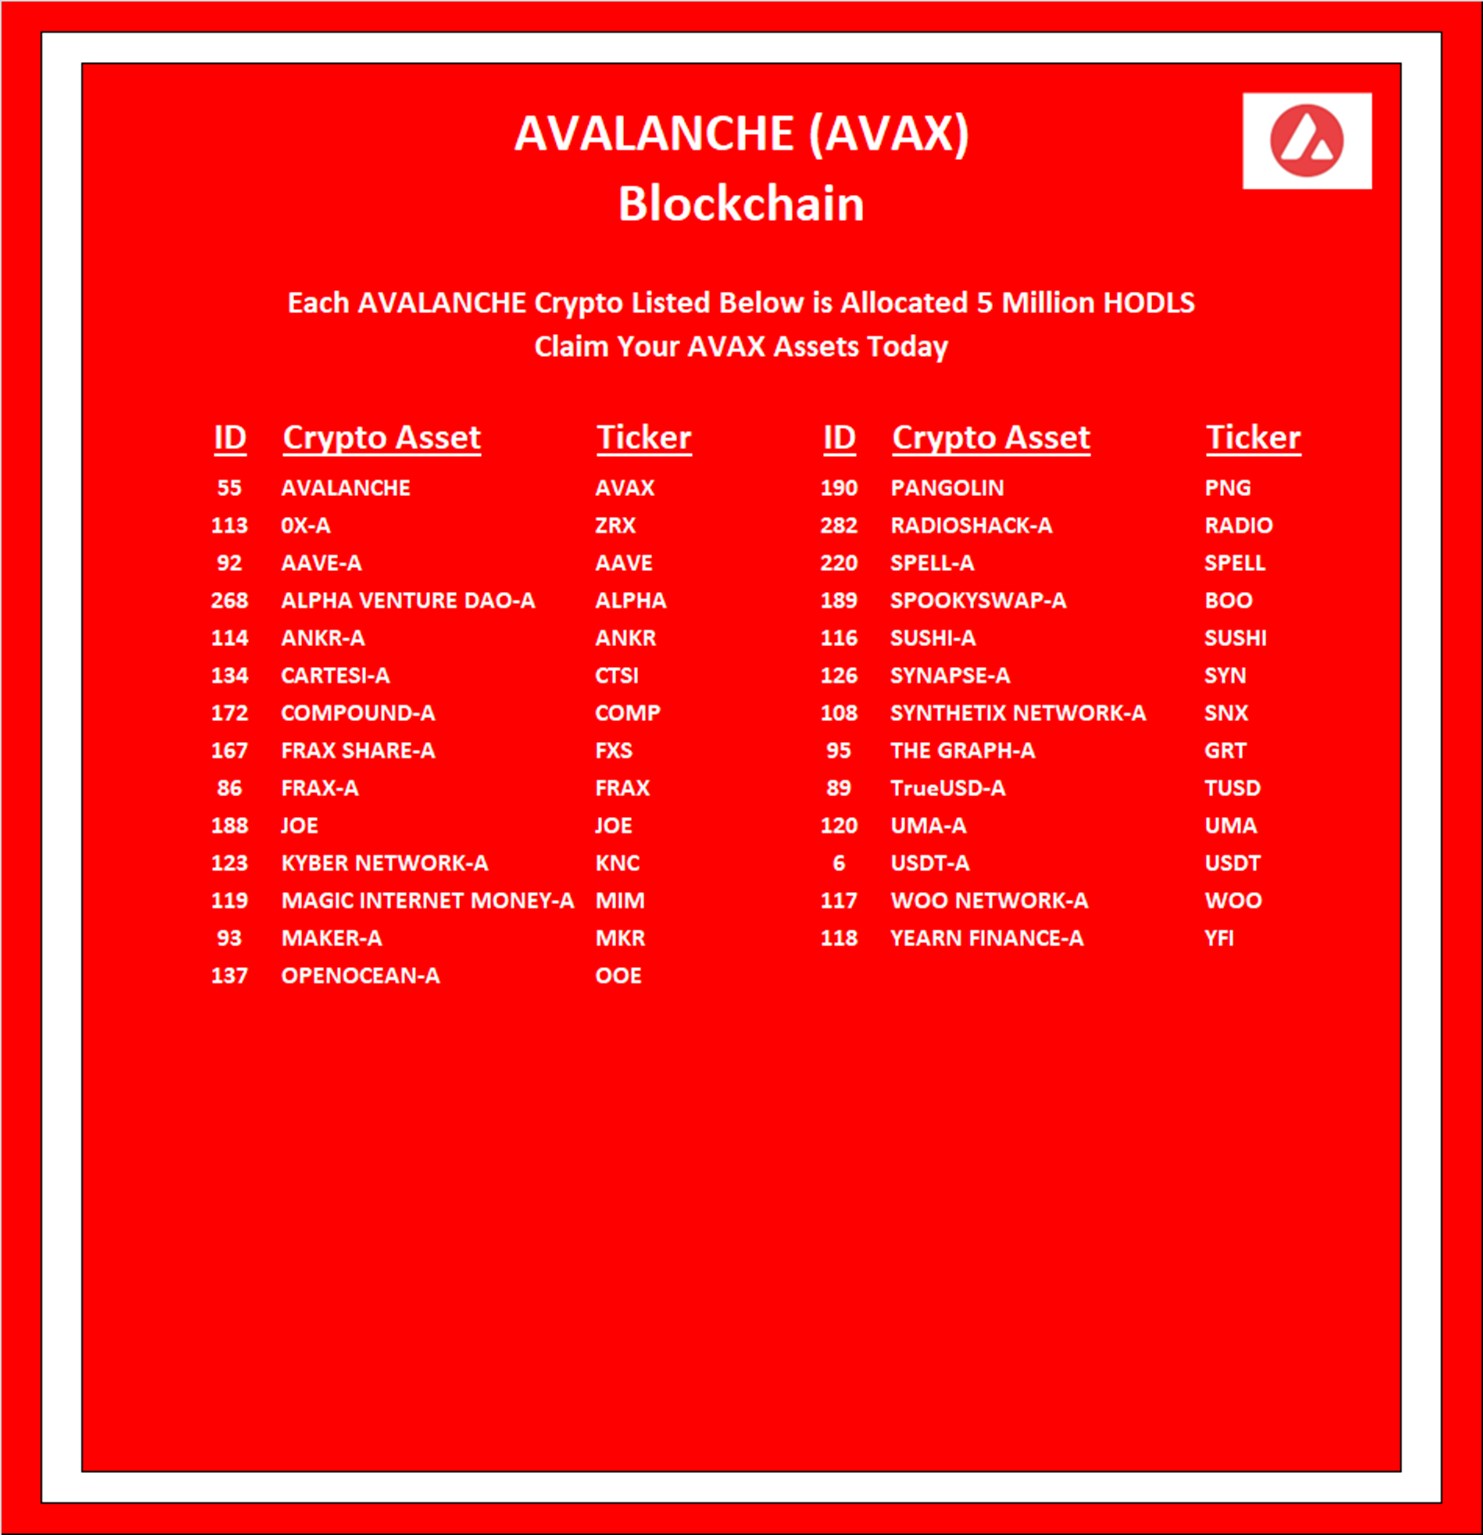 AVALANCHE (AVAX)
Blockchain
Each AVALANCHE Crypto Listed Below is Allocated 5 Million HODLS
Claim Your AVAX Assets Today
ID Crypto Asset Ticker
55 AVALANCHE AVAX
113 0X-A ZRX
92 AAVE-A AAVE
268 ALPHA VENTURE DAO-A ALPHA
114 ANKR-A ANKR
134 CARTESI-A CTSI
172 COMPOUND-A COMP
167 FRAX SHARE-A FXS
86 FRAX-A FRAX
188 JOE JOE
123 KYBER NETWORK-A KNC
119 MAGIC INTERNET MONEY-A MIM
93 MAKER-A MKR
137 OPENOCEAN-A OOE
ID Crypto Asset Ticker
190 PANGOLIN PNG
282 RADIOSHACK-A RADIO
220 SPELL-A SPELL
189 SPOOKYSWAP-A BOO
116 SUSHI-A SUSHI
126 SYNAPSE-A SYN
108 SYNTHETIX NETWORK-A SNX
95 THE GRAPH-A GRT
89 TrueUSD-A TUSD
120 UMA-A UMA
6 USDT-A USDT
117 WOO NETWORK-A WOO
118 YEARN FINANCE-A YFI